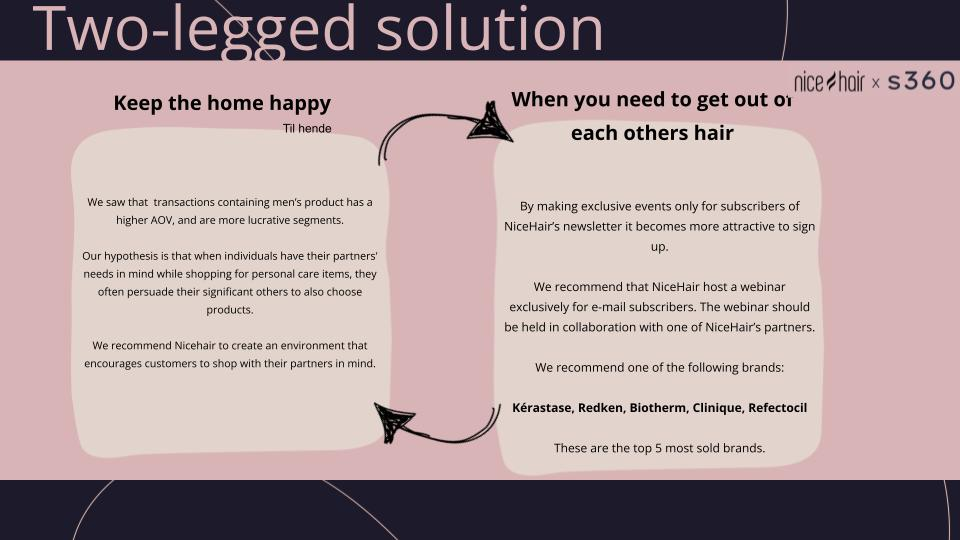 Two-legged solution
nice hair x s360
Keep the home happy
Til hende
We saw that transactions containing men's product has a
higher AOV, and are more lucrative segments.
Our hypothesis is that when individuals have their partners'
needs in mind while shopping for personal care items, they
often persuade their significant others to also choose
products.
We recommend Nicehair to create an environment that
encourages customers to shop with their partners in mind.
When you need to get out of
each others hair
By making exclusive events only for subscribers of
NiceHair's newsletter it becomes more attractive to sign
up.
We recommend that NiceHair host a webinar
exclusively for e-mail subscribers. The webinar should
be held in collaboration with one of NiceHair's partners.
We recommend one of the following brands:
Kérastase, Redken, Biotherm, Clinique, Refectocil
These are the top 5 most sold brands.